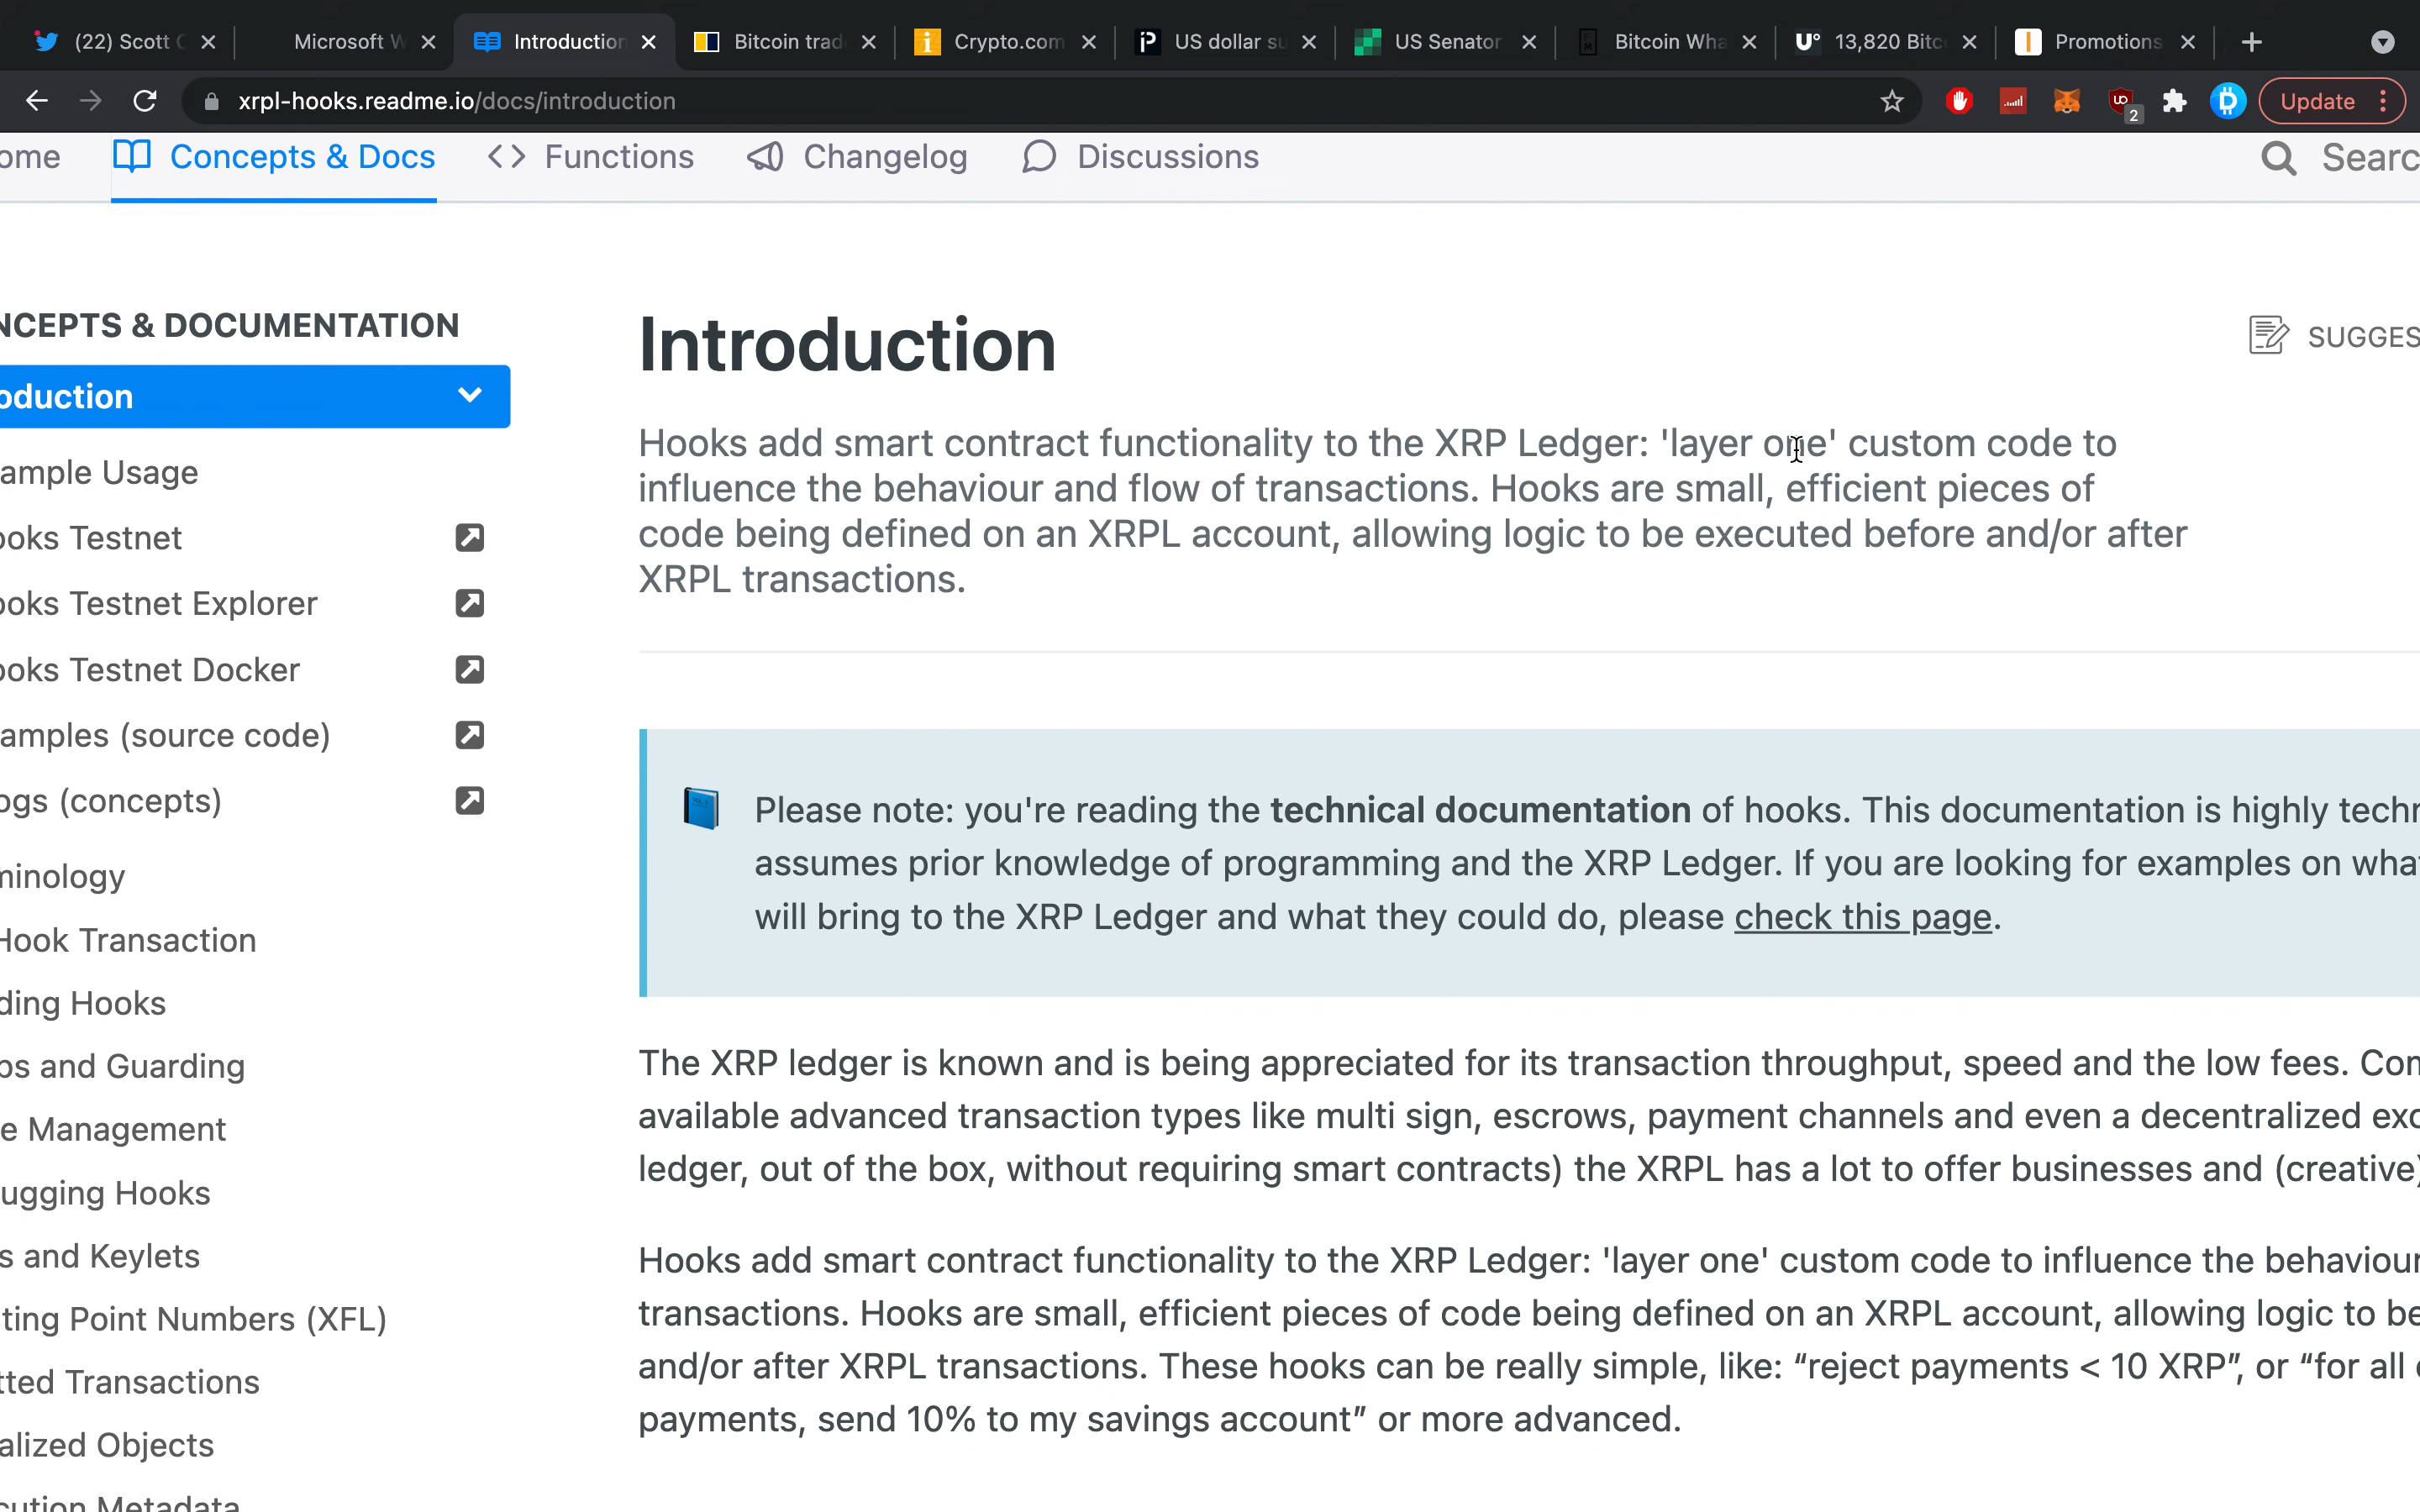 (22) Scott
Microsoft
Introduction
Bitcoin trad
Crypto.com
US dollar su
US Senator
Bitcoin Wha
13,820 Bitc
Promotions
xrpl-hooks.readme.io/docs/introduction
2
Update
ome
Concepts & Docs
Functions
Changelog
Discussions
Searc
NCEPTS & DOCUMENTATION
oduction
ample Usage
ooks Testnet
ooks Testnet Explorer
ooks Testnet Docker
amples (source code)
ogs (concepts)
minology
Hook Transaction
ding Hooks
ps and Guarding
e Management
ugging Hooks
s and Keylets
ting Point Numbers (XFL)
tted Transactions
alized Objects
cution Metadata
Introduction
SUGGES
Hooks add smart contract functionality to the XRP Ledger: 'layer one' custom code to
influence the behaviour and flow of transactions. Hooks are small, efficient pieces of
code being defined on an XRPL account, allowing logic to be executed before and/or after
XRPL transactions.
Please note: you're reading the technical documentation of hooks. This documentation is highly techn
assumes prior knowledge of programming and the XRP Ledger. If you are looking for examples on what
will bring to the XRP Ledger and what they could do, please check this page.
The XRP ledger is known and is being appreciated for its transaction throughput, speed and the low fees. Com
available advanced transaction types like multi sign, escrows, payment channels and even a decentralized exc
ledger, out of the box, without requiring smart contracts) the XRPL has a lot to offer businesses and (creative)
Hooks add smart contract functionality to the XRP Ledger: 'layer one' custom code to influence the behaviour
transactions. Hooks are small, efficient pieces of code being defined on an XRPL account, allowing logic to be
and/or after XRPL transactions. These hooks can be really simple, like: “reject payments < 10 XRP”, or “for all
payments, send 10% to my savings account” or more advanced.